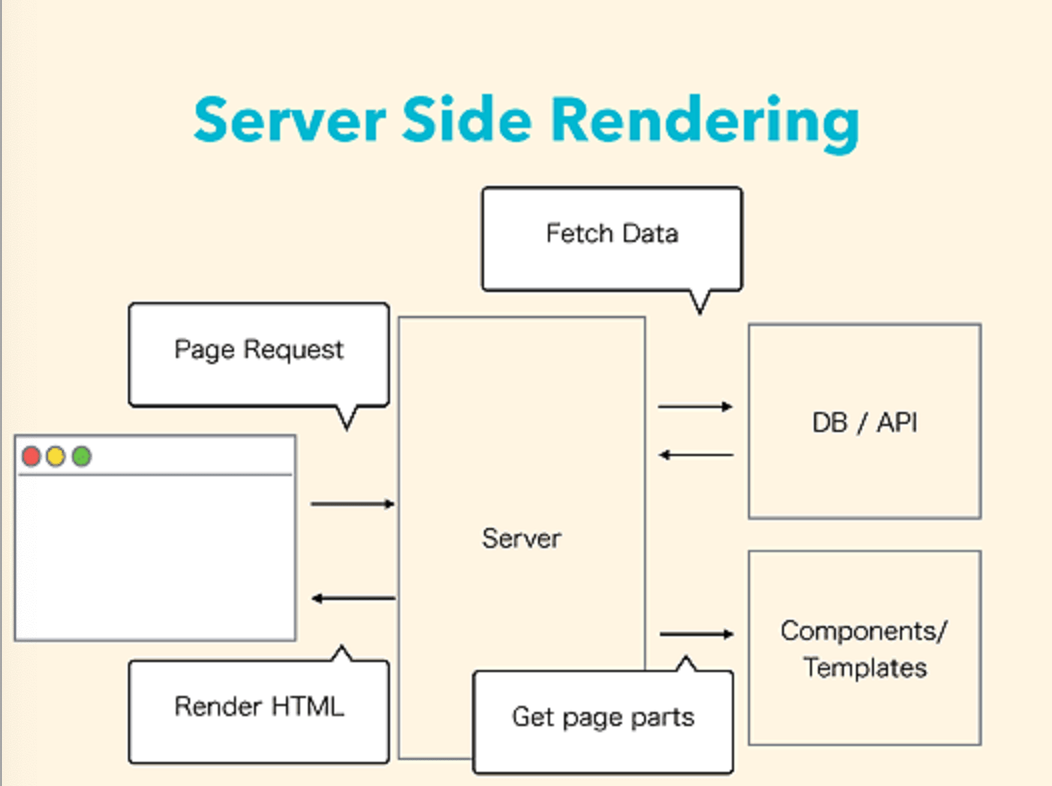 Server Side Rendering
Fetch Data
Page Request
DB / API
Server
Components/
Templates
Render HTML
Get page parts